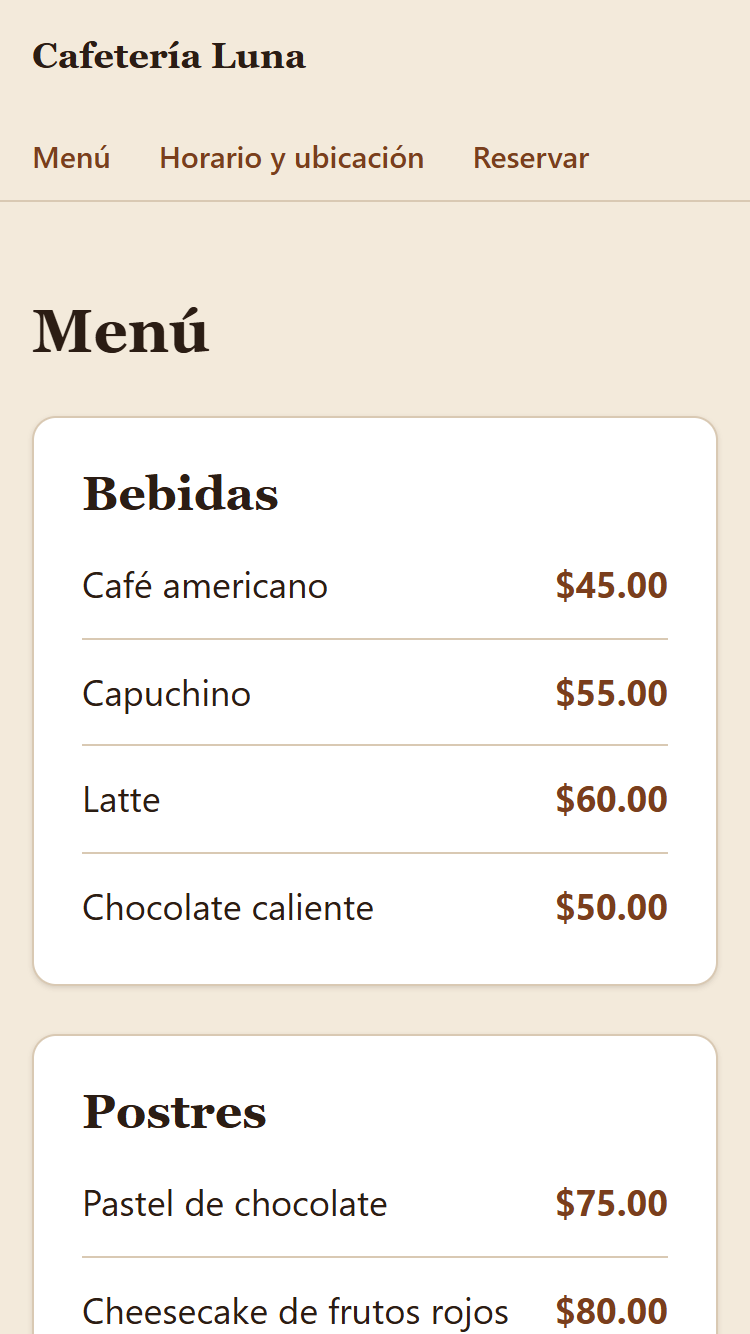 Cafetería Luna
Menú Horario y ubicación Reservar
Menú
Bebidas
Café americano $45.00
Capuchino $55.00
Latte $60.00
Chocolate caliente $50.00
Postres
Pastel de chocolate $75.00
Cheesecake de frutos rojos $80.00